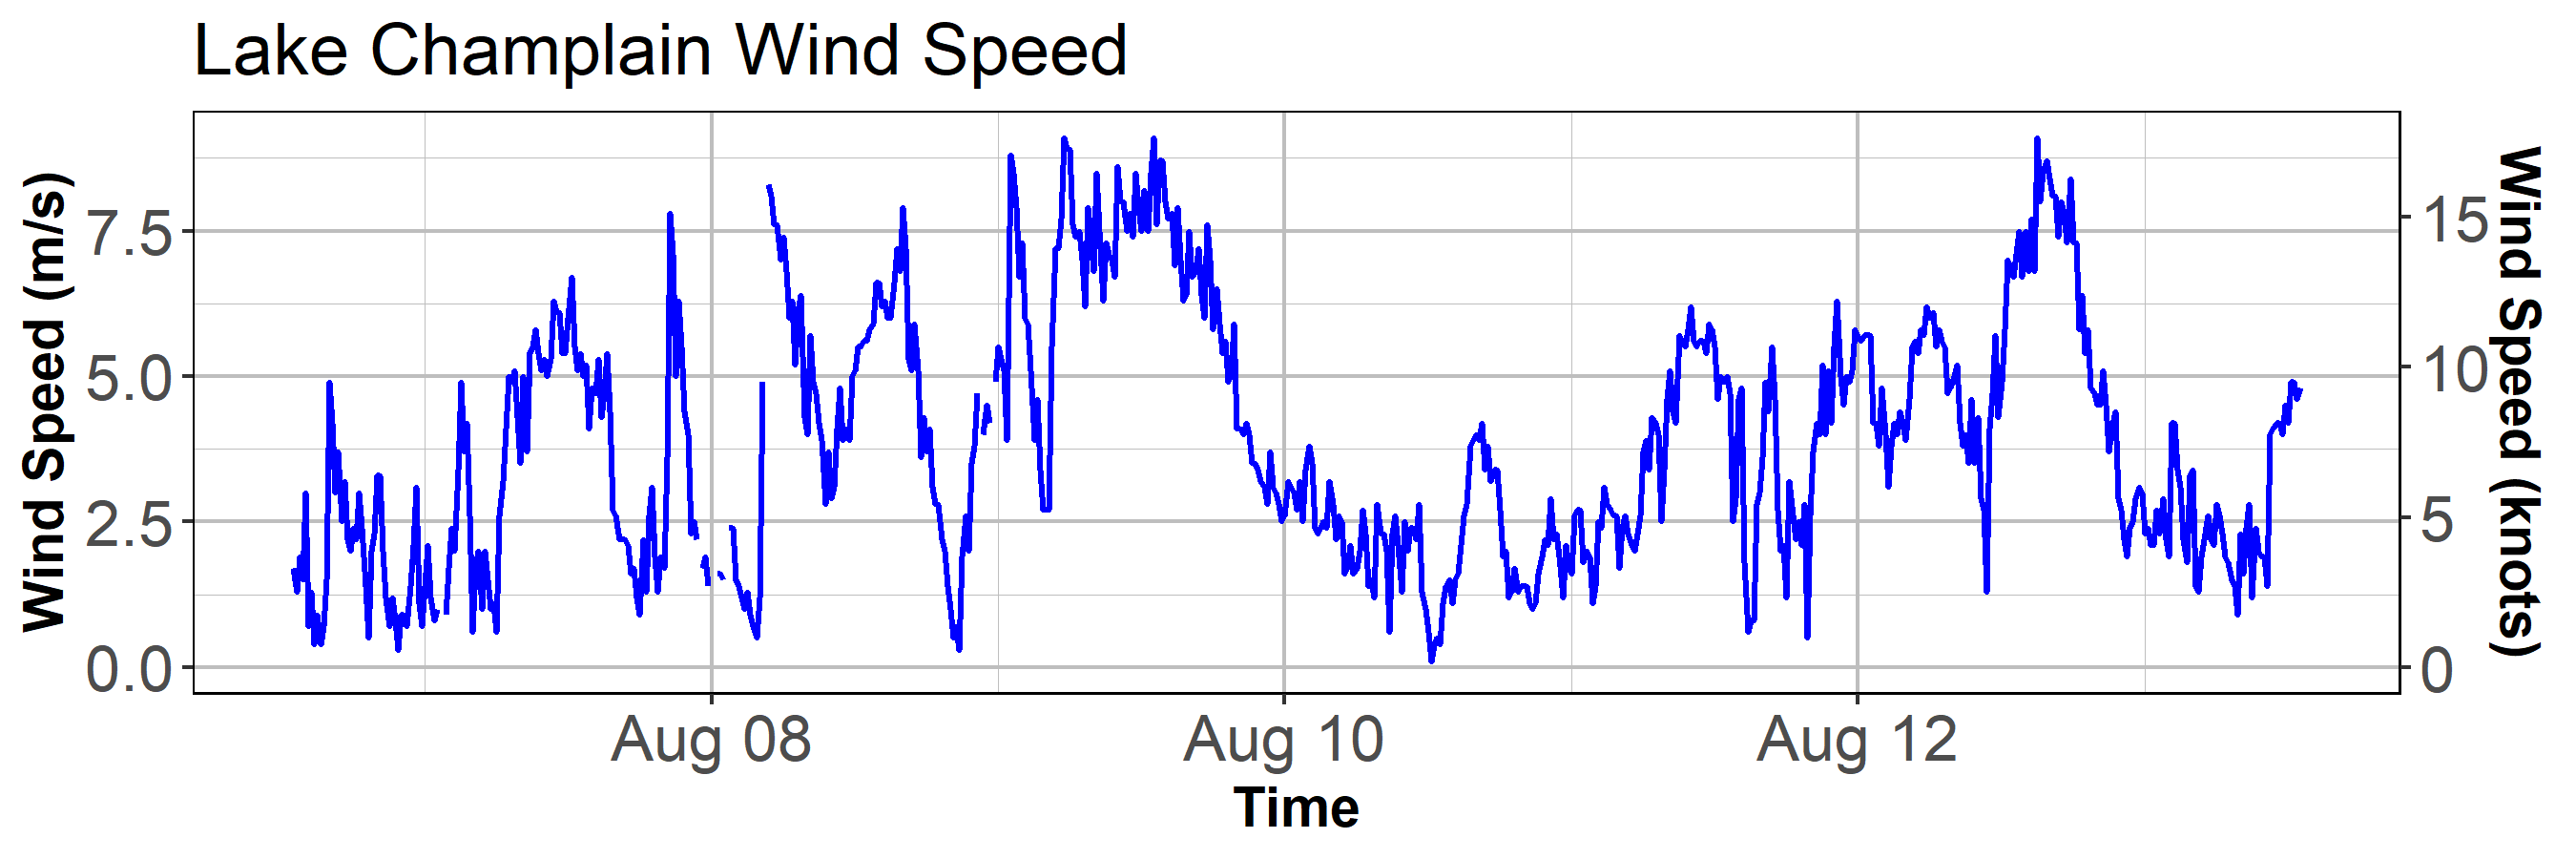 Lake Champlain Wind Speed
Wind Speed (m/s)
7.5
5.0
2.5
0.0
15
10
5
0
Wind Speed (knots)
Aug 08
Aug 10
Aug 12
Time